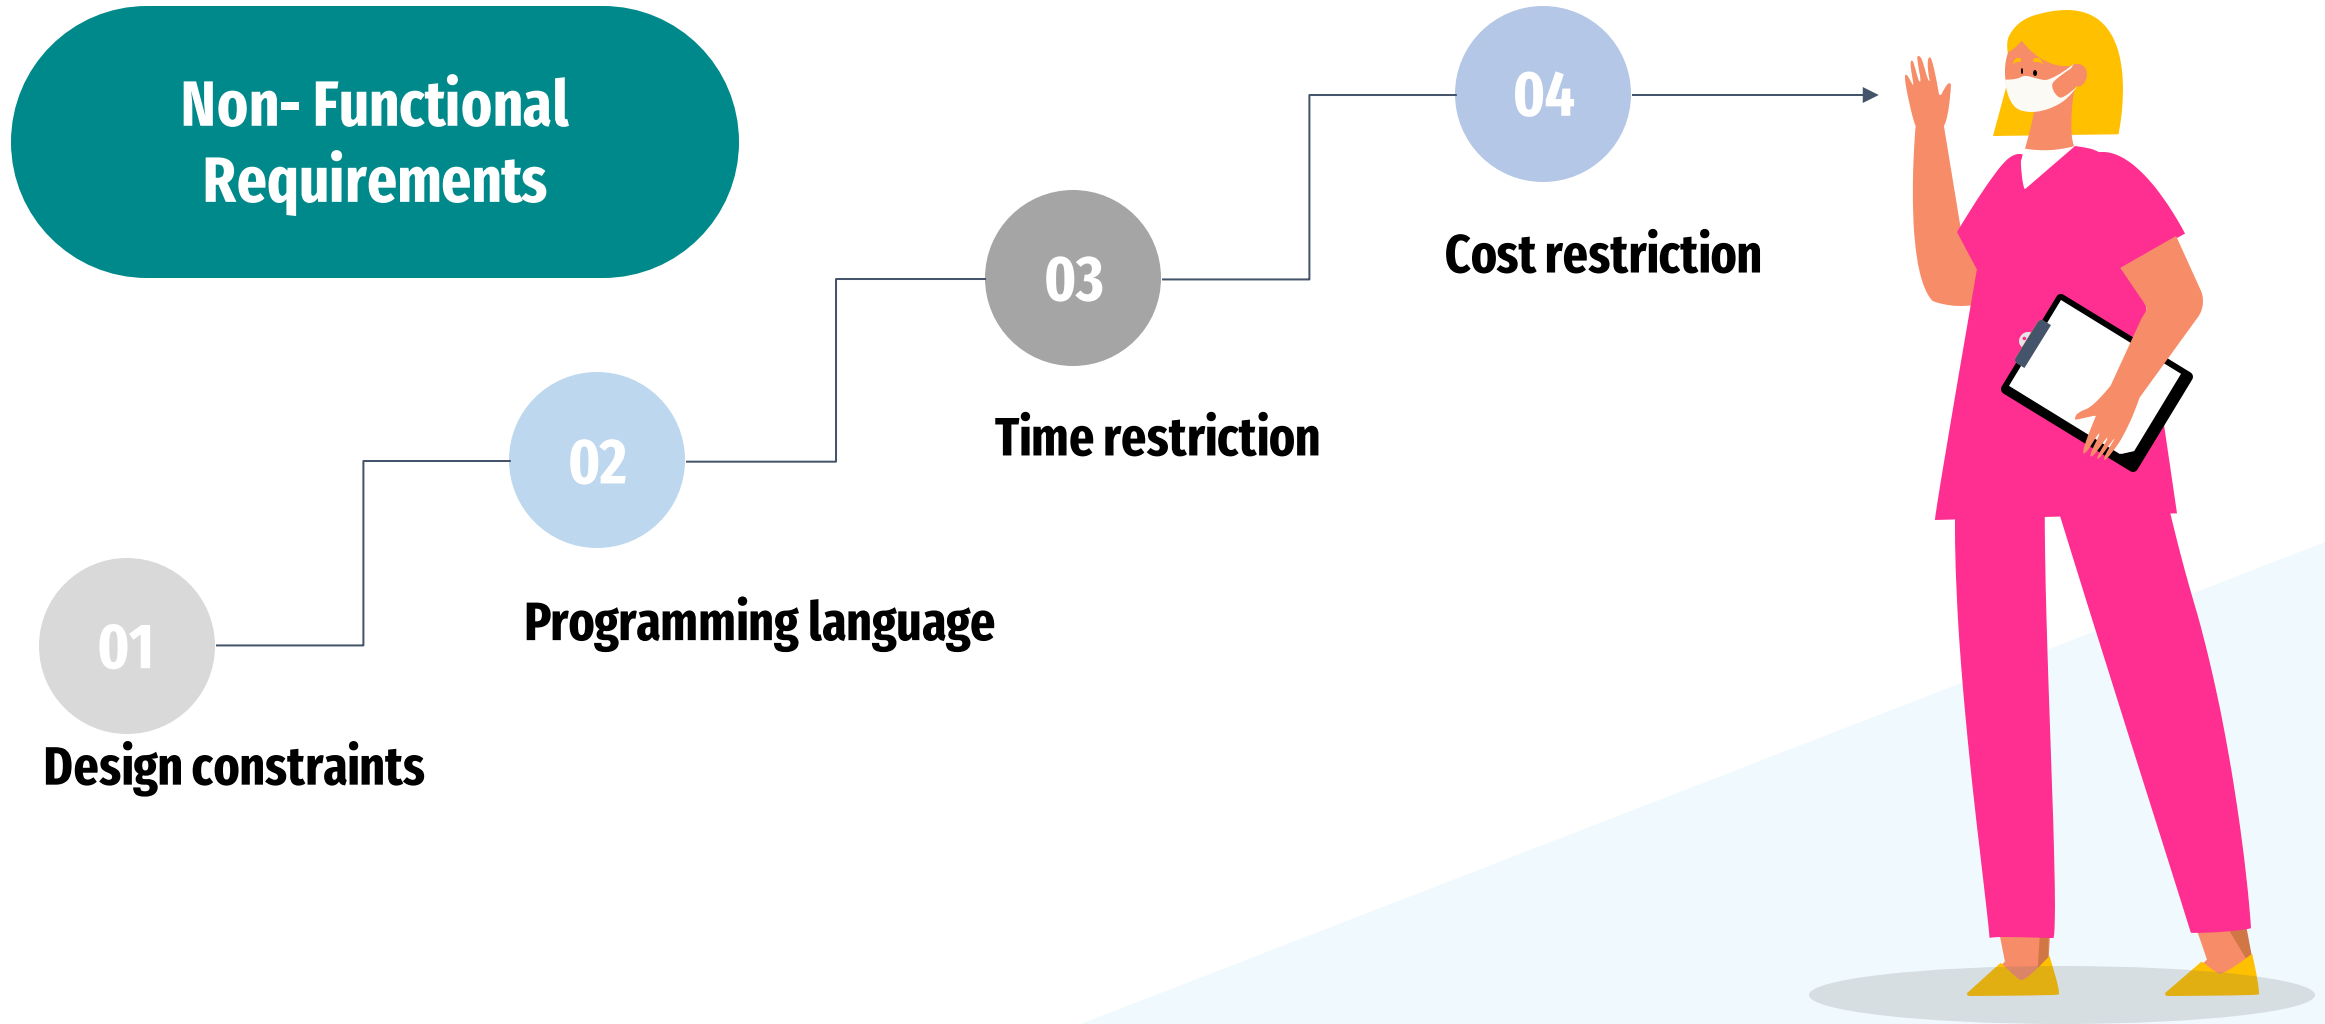 Non- Functional
Requirements
01
Design constraints
02
Programming language
03
Time restriction
04
Cost restriction